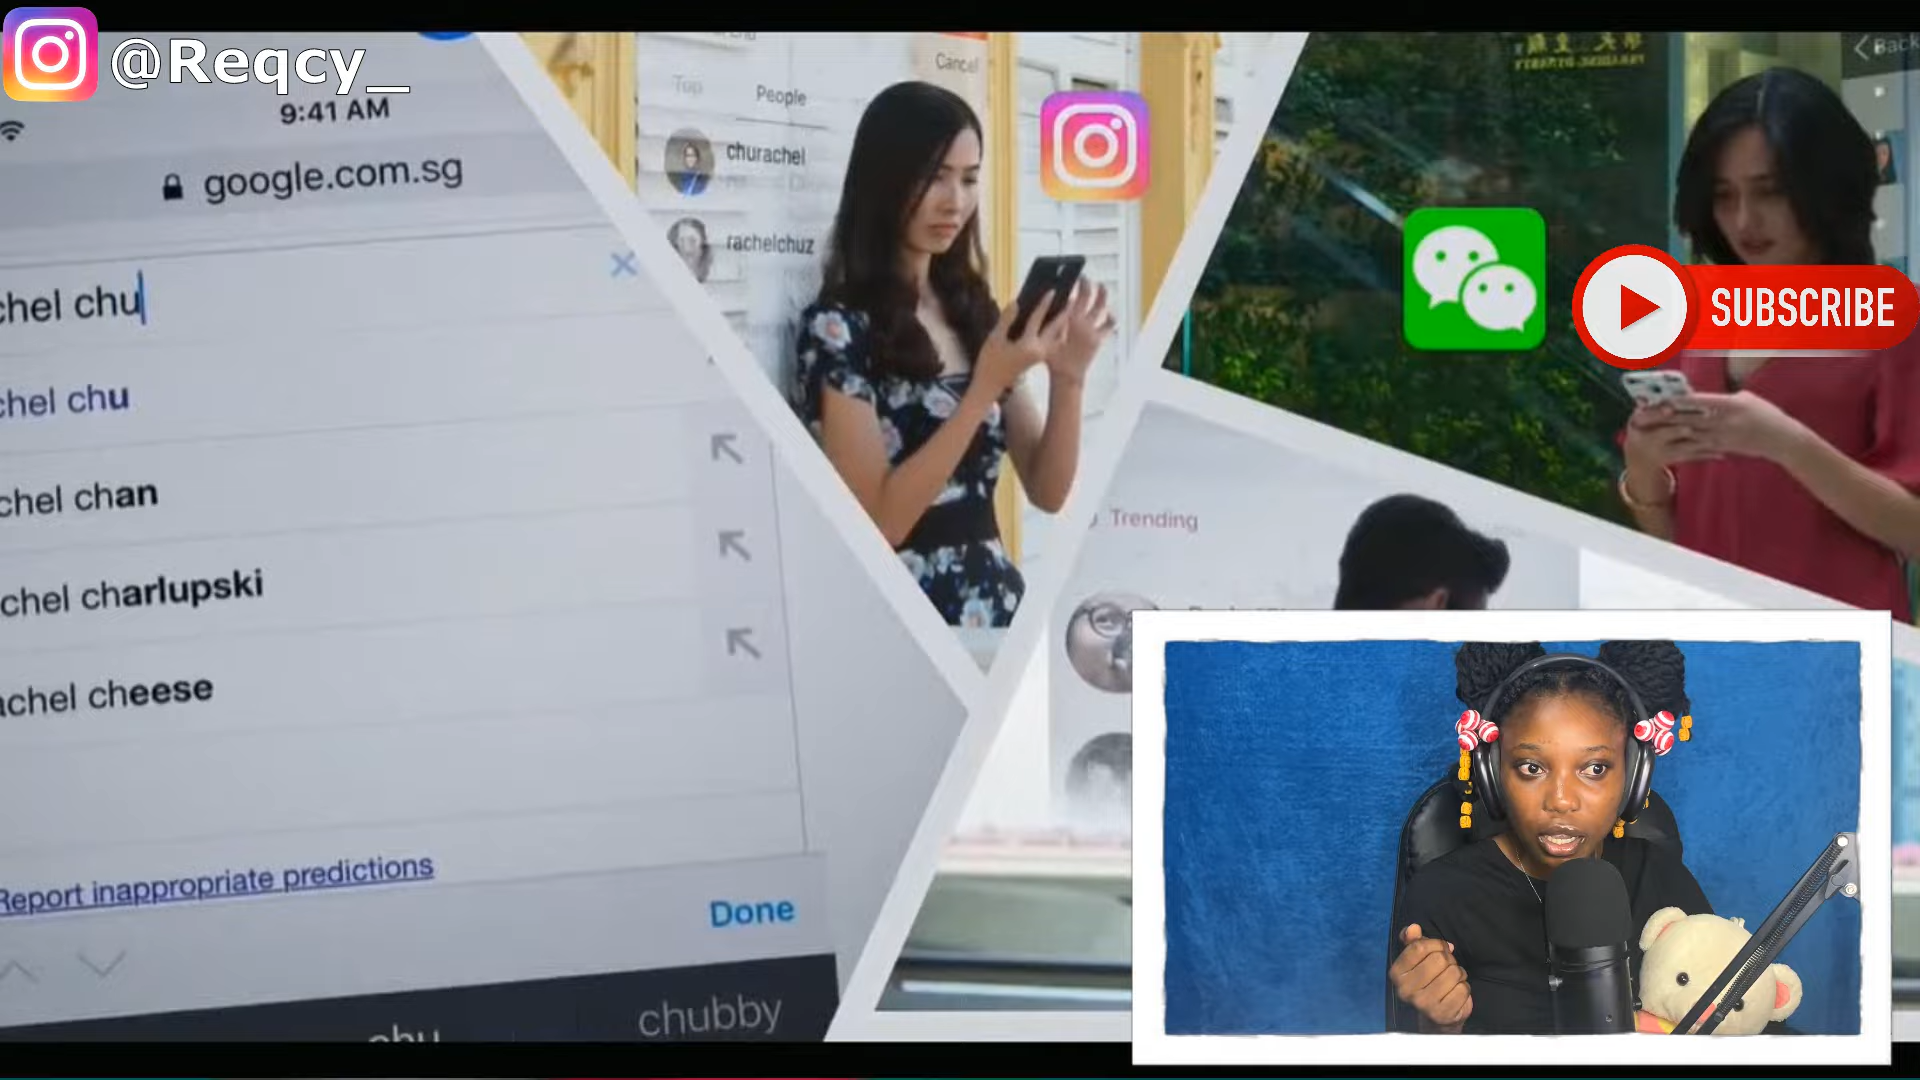 @Reqcy_
9:41 AM
google.com.sg
chel chu
chel chu
chel chan
chel charlupski
achel cheese
Report inappropriate predictions
Done
chu
chubby
Cancel
Top
People
churachel
rachelchuz
Trending
Back
SUBSCRIBE